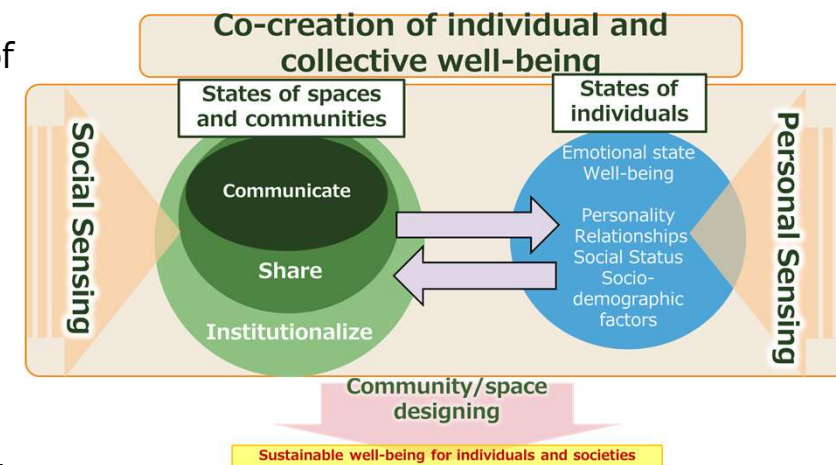 Co-creation of individual and
collective well-being
of
States of spaces
and communities
States of
individuals
Social Sensing
Communicate
Share
Institutionalize
Emotional state
Well-being
Personality
Relationships
Social Status
Socio-
demographic
factors
Personal Sensing
Community/space
designing
Sustainable well-being for individuals and societies